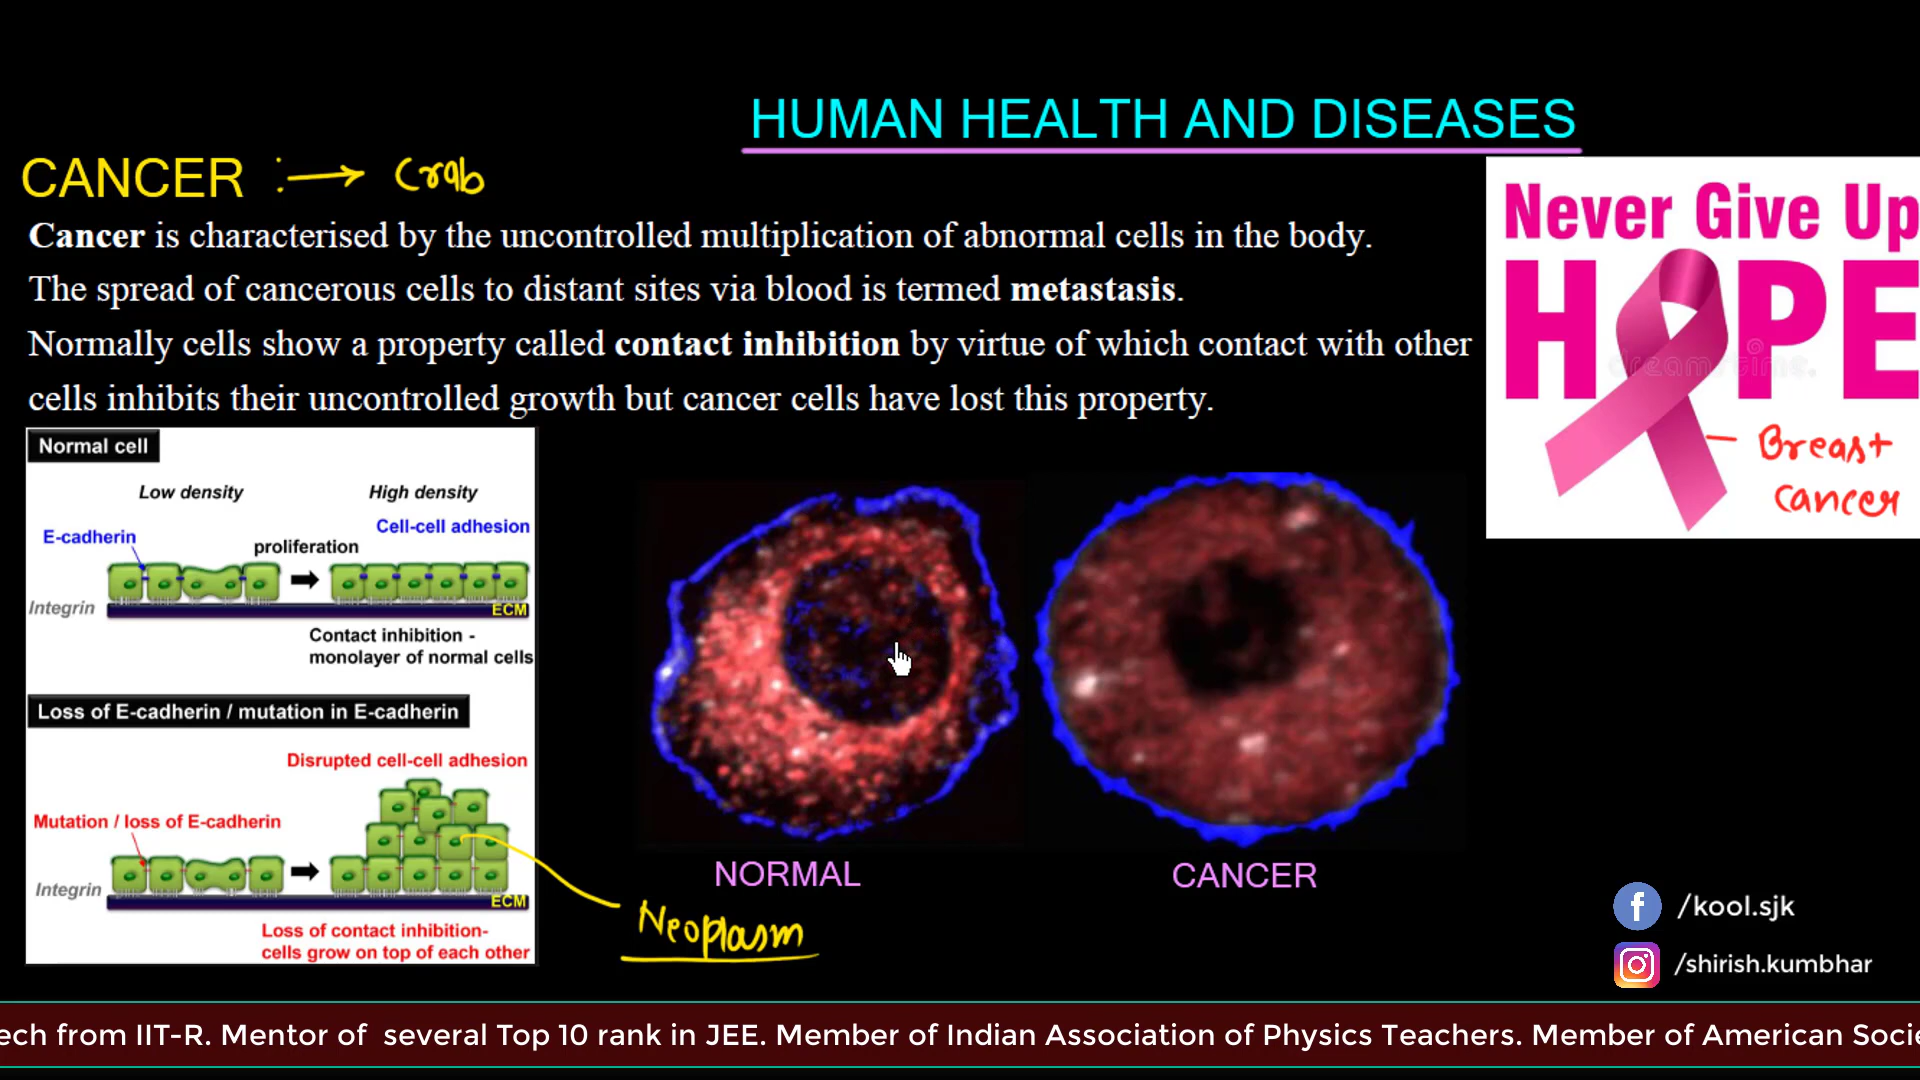 HUMAN HEALTH AND DISEASES
CANCER :→ Crab
Cancer is characterised by the uncontrolled multiplication of abnormal cells in the body.
The spread of cancerous cells to distant sites via blood is termed metastasis.
Normally cells show a property called contact inhibition by virtue of which contact with other
cells inhibits their uncontrolled growth but cancer cells have lost this property.
Never Give Up
HOPE
dreamstime.
Breast
cancer
Normal cell
Low density
High density
E-cadherin
Cell-cell adhesion
proliferation
Integrin
ECM
Contact inhibition -
monolayer of normal cells
Loss of E-cadherin / mutation in E-cadherin
Disrupted cell-cell adhesion
Mutation / loss of E-cadherin
Integrin
ECM
Loss of contact inhibition-
cells grow on top of each other
Neoplasm
NORMAL
CANCER
/kool.sjk
/shirish.kumbhar
ech from IIT-R. Mentor of several Top 10 rank in JEE. Member of Indian Association of Physics Teachers. Member of American Socie